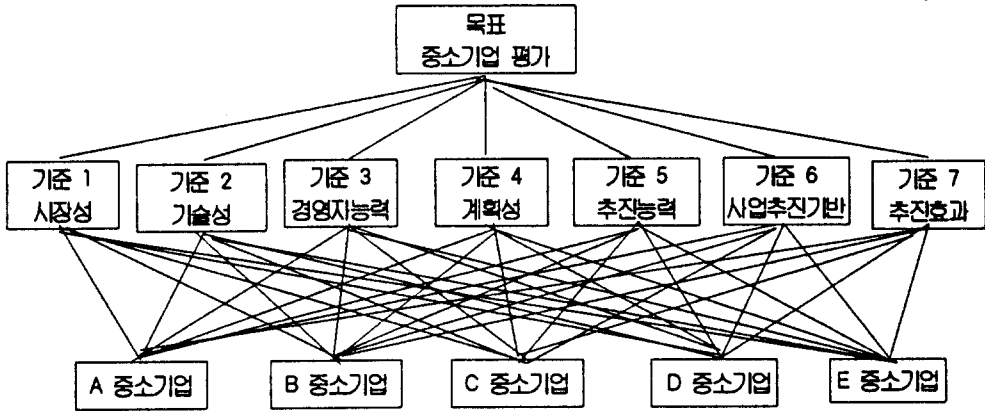 목표
중소기업 평가
기준 1
시장성
기준 2
기술성
기준 3
경영자능력
기준 4
계획성
기준 5
추진능력
기준 6
사업추진기반
기준 7
추진효과
A 중소기업
B 중소기업
C 중소기업
D 중소기업
E 중소기업